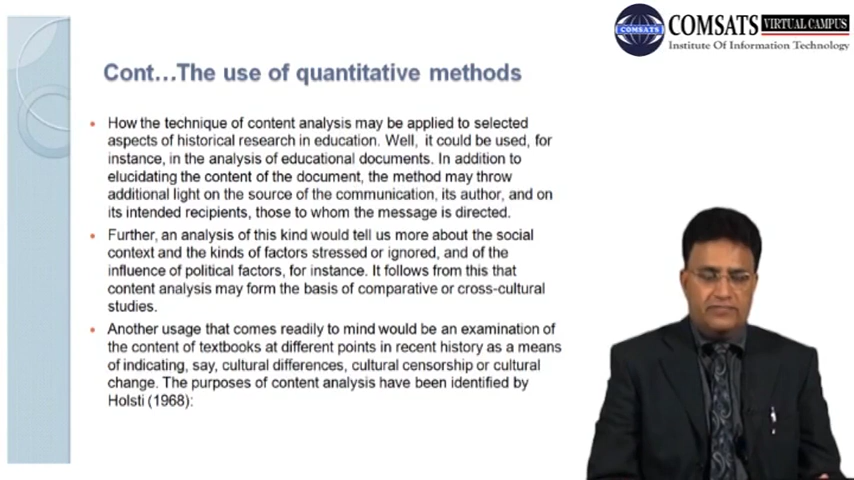 COMSATS
COMSATS VIRTUAL CAMPUS
Institute Of Information Technology
Cont…The use of quantitative methods
• How the technique of content analysis may be applied to selected
aspects of historical research in education. Well, it could be used, for
instance, in the analysis of educational documents. In addition to
elucidating the content of the document, the method may throw
additional light on the source of the communication, its author, and on
its intended recipients, those to whom the message is directed.
• Further, an analysis of this kind would tell us more about the social
context and the kinds of factors stressed or ignored, and of the
influence of political factors, for instance. It follows from this that
content analysis may form the basis of comparative or cross-cultural
studies.
• Another usage that comes readily to mind would be an examination of
the content of textbooks at different points in recent history as a means
of indicating, say, cultural differences, cultural censorship or cultural
change. The purposes of content analysis have been identified by
Holsti (1968):